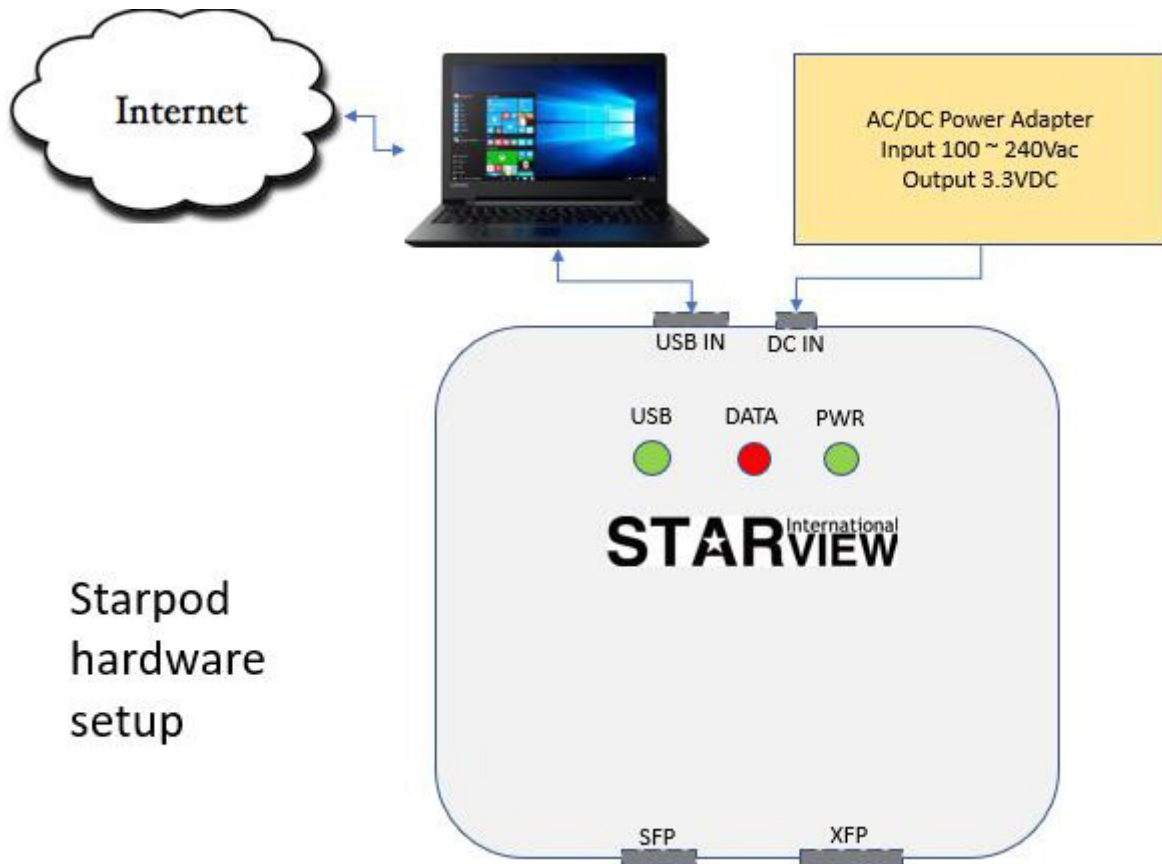 Internet
AC/DC Power Adapter
Input 100 ~ 240Vac
Output 3.3VDC
USB IN
DC IN
USB
DATA
PWR
STAR International VIEW
Starpod
hardware
setup
SFP
XFP